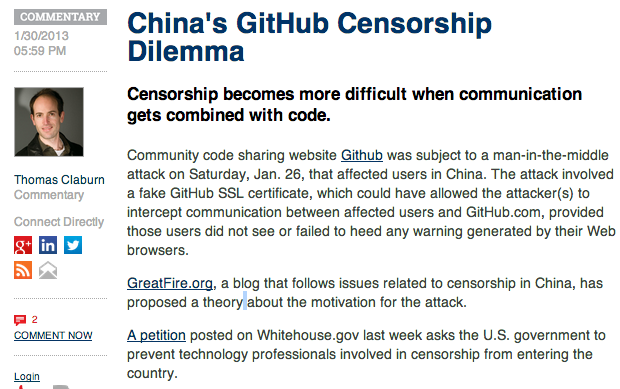 COMMENTARY
1/30/2013
05:59 PM
Thomas Claburn
Commentary
Connect Directly
g+
in
2
COMMENT NOW
Login
China's GitHub Censorship
Dilemma
Censorship becomes more difficult when communication
gets combined with code.
Community code sharing website Github was subject to a man-in-the-middle
attack on Saturday, Jan. 26, that affected users in China. The attack involved
a fake GitHub SSL certificate, which could have allowed the attacker(s) to
intercept communication between affected users and GitHub.com, provided
those users did not see or failed to heed any warning generated by their Web
browsers.
GreatFire.org, a blog that follows issues related to censorship in China, has
proposed a theory about the motivation for the attack.
A petition posted on Whitehouse.gov last week asks the U.S. government to
prevent technology professionals involved in censorship from entering the
country.